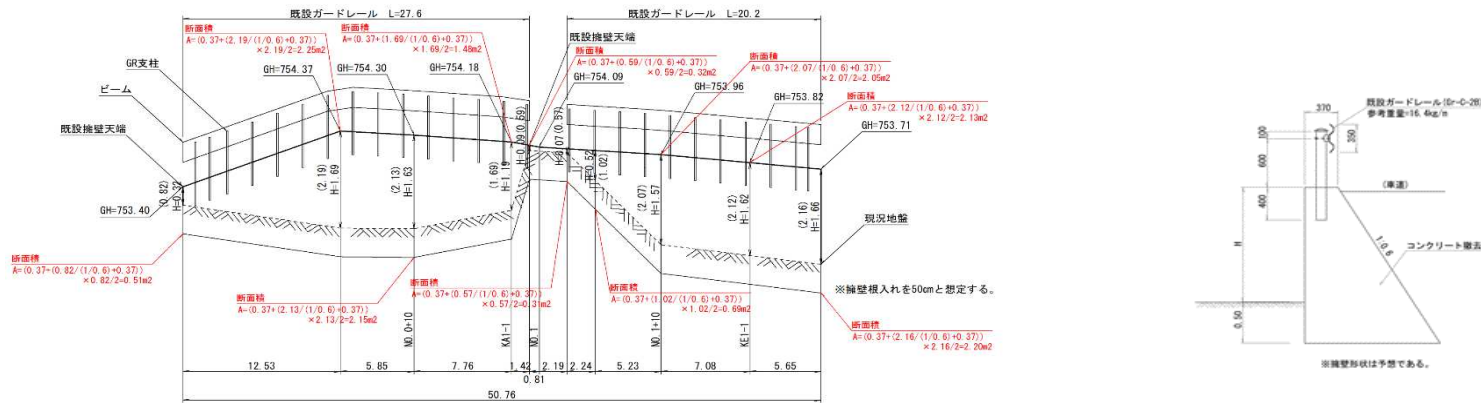 既設ガードレール L=27.6
既設ガードレール L=20.2
断面積
A=(0.37+(2.19/(1/0.6)+0.37))
×2.19/2=2.25m2
断面積
A=(0.37+(1.69/(1/0.6)+0.37))
×1.69/2=1.48m2
既設擁壁天端
断面積
A=(0.37+(0.59/(1/0.6)+0.37))
×0.59/2=0.32m2
断面積
A=(0.37+(2.07/(1/0.6)+0.37))
×2.07/2=2.05m2
断面積
A=(0.37+(2.12/(1/0.6)+0.37))
×2.12/2=2.13m2
GR支柱
ビーム
既設擁壁天端
GH=754.37
GH=754.30
GH=754.18
GH=754.09
GH=753.96
GH=753.82
GH=753.71
GH=753.40
(0.82)
H=0.32
(2.19)
H=1.69
(2.13)
H=1.63
(1.69)
H=1.19
H=0.09(0.59)
H=0.07(0.57)
H=0.52
(1.02)
(2.07)
H=1.57
(2.12)
H=1.62
(2.16)
H=1.66
現況地盤
断面積
A=(0.37+(0.82/(1/0.6)+0.37))
×0.82/2=0.51m2
断面積
A=(0.37+(2.13/(1/0.6)+0.37))
×2.13/2=2.15m2
断面積
A=(0.37+(0.57/(1/0.6)+0.37))
×0.57/2=0.31m2
断面積
A=(0.37+(1.02/(1/0.6)+0.37))
×1.02/2=0.69m2
※擁壁根入れを50cmと想定する。
断面積
A=(0.37+(2.16/(1/0.6)+0.37))
×2.16/2=2.20m2
NO.0+10
KA1-1
NO.1
NO.1+10
KE1-1
12.53
5.85
7.76
1.42
0.81
2.19
2.24
5.23
7.08
5.65
50.76
370
既設ガードレール(Gr-C-2B)
参考重量=16.4kg/m
100
350
600
400
(車道)
H
1:0.6
コンクリート撤去
0.50
※擁壁形状は予想である。